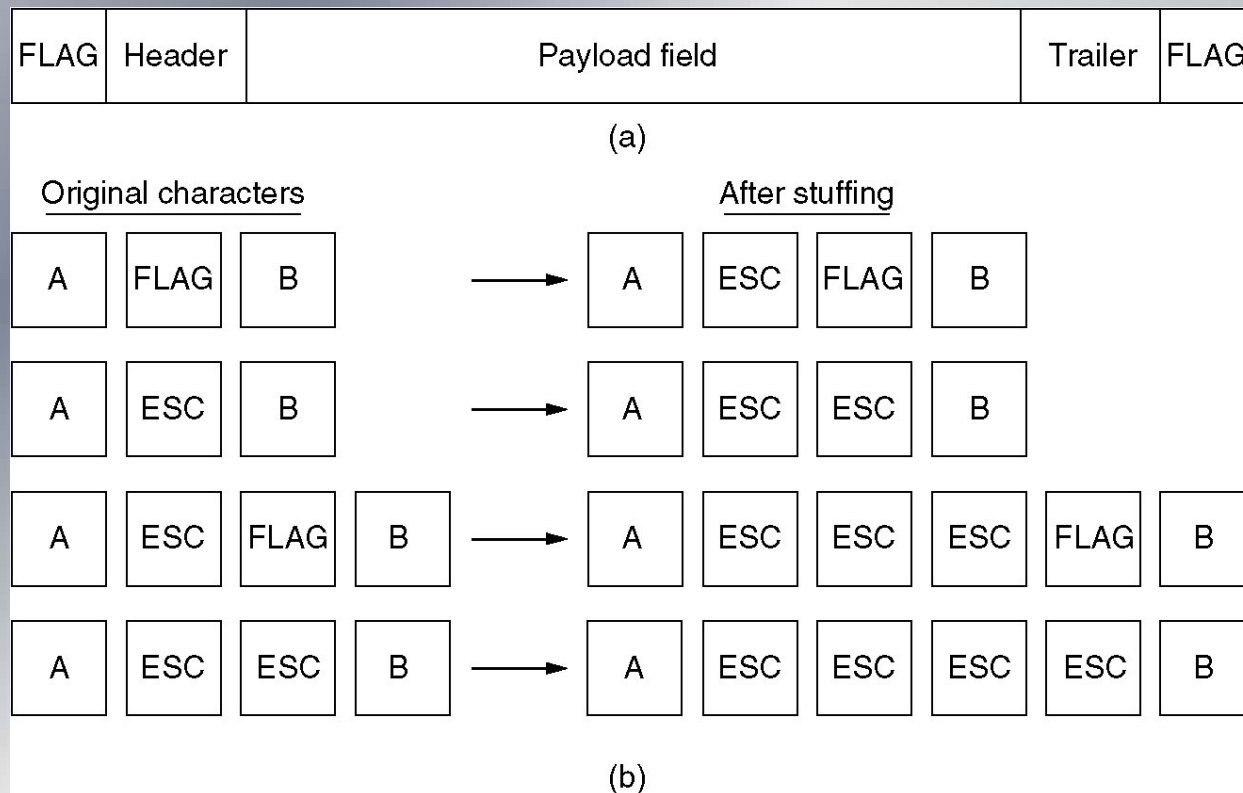 FLAG Header Payload field Trailer FLAG
(a)
Original characters After stuffing
A FLAG B A ESC FLAG B
A ESC B A ESC ESC B
A ESC FLAG B A ESC ESC ESC FLAG B
A ESC ESC B A ESC ESC ESC ESC B
(b)